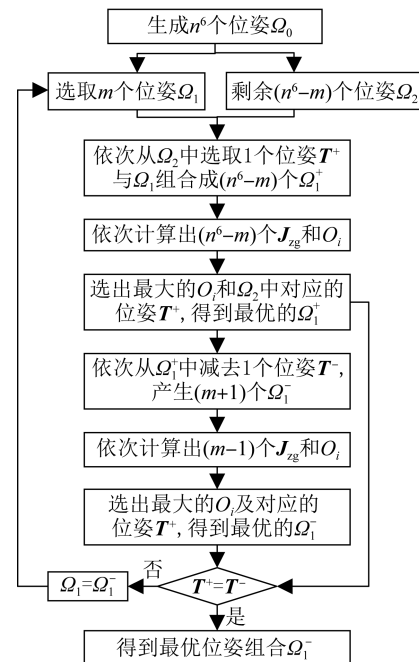 生成n⁶个位姿Ω₀
选取m个位姿Ω₁
剩余(n⁶−m)个位姿Ω₂
依次从Ω₂中选取1个位姿T⁺
与Ω₁组合成(n⁶−m)个Ω₁⁺
依次计算出(n⁶−m)个J_zg和O_i
选出最大的O_i和Ω₂中对应的
位姿T⁺,得到最优的Ω₁⁺
依次从Ω₁⁺中减去1个位姿T⁻,
产生(m+1)个Ω₁⁻
依次计算出(m−1)个J_zg和O_i
选出最大的O_i及对应的
位姿T⁺,得到最优的Ω₁⁻
否
Ω₁=Ω₁⁻
T⁺=T⁻
是
得到最优位姿组合Ω₁⁻